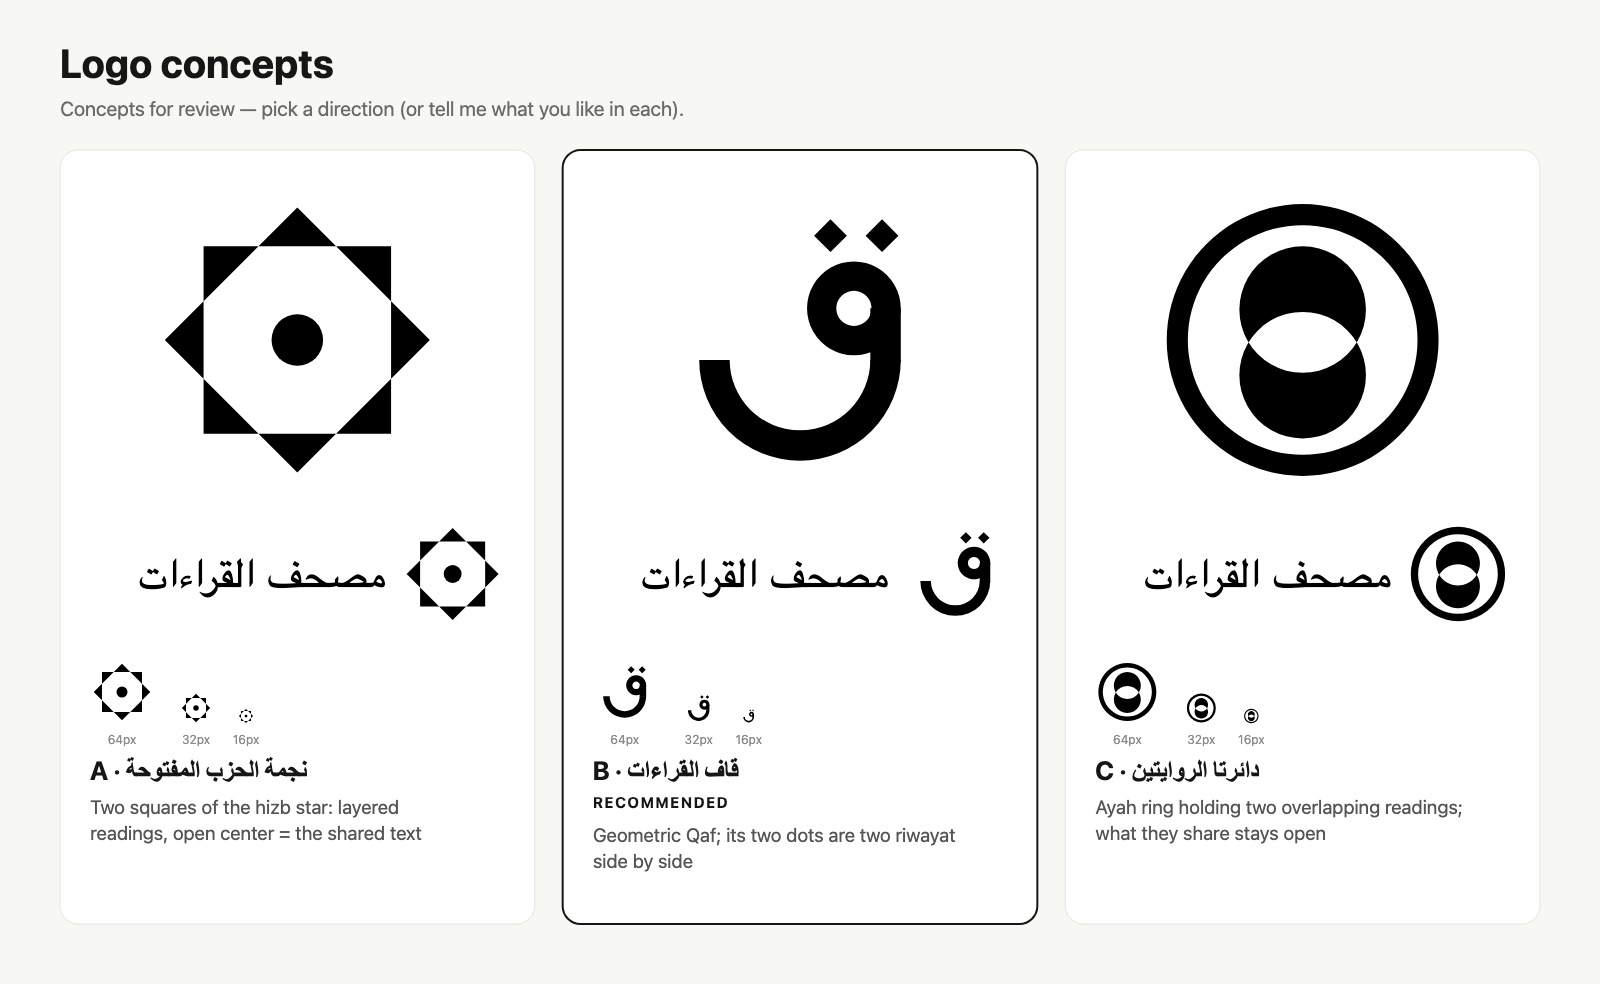 Logo concepts
Concepts for review — pick a direction (or tell me what you like in each).
ق
مصحف القراءات
ق
مصحف القراءات
مصحف القراءات
64px
32px
16px
ق
ق
ق
64px
32px
16px
64px
32px
16px
A · نجمة الحزب المفتوحة
Two squares of the hizb star: layered
readings, open center = the shared text
B · قاف القراءات
RECOMMENDED
Geometric Qaf; its two dots are two riwayat
side by side
C · دائرتا الروايتين
Ayah ring holding two overlapping readings;
what they share stays open